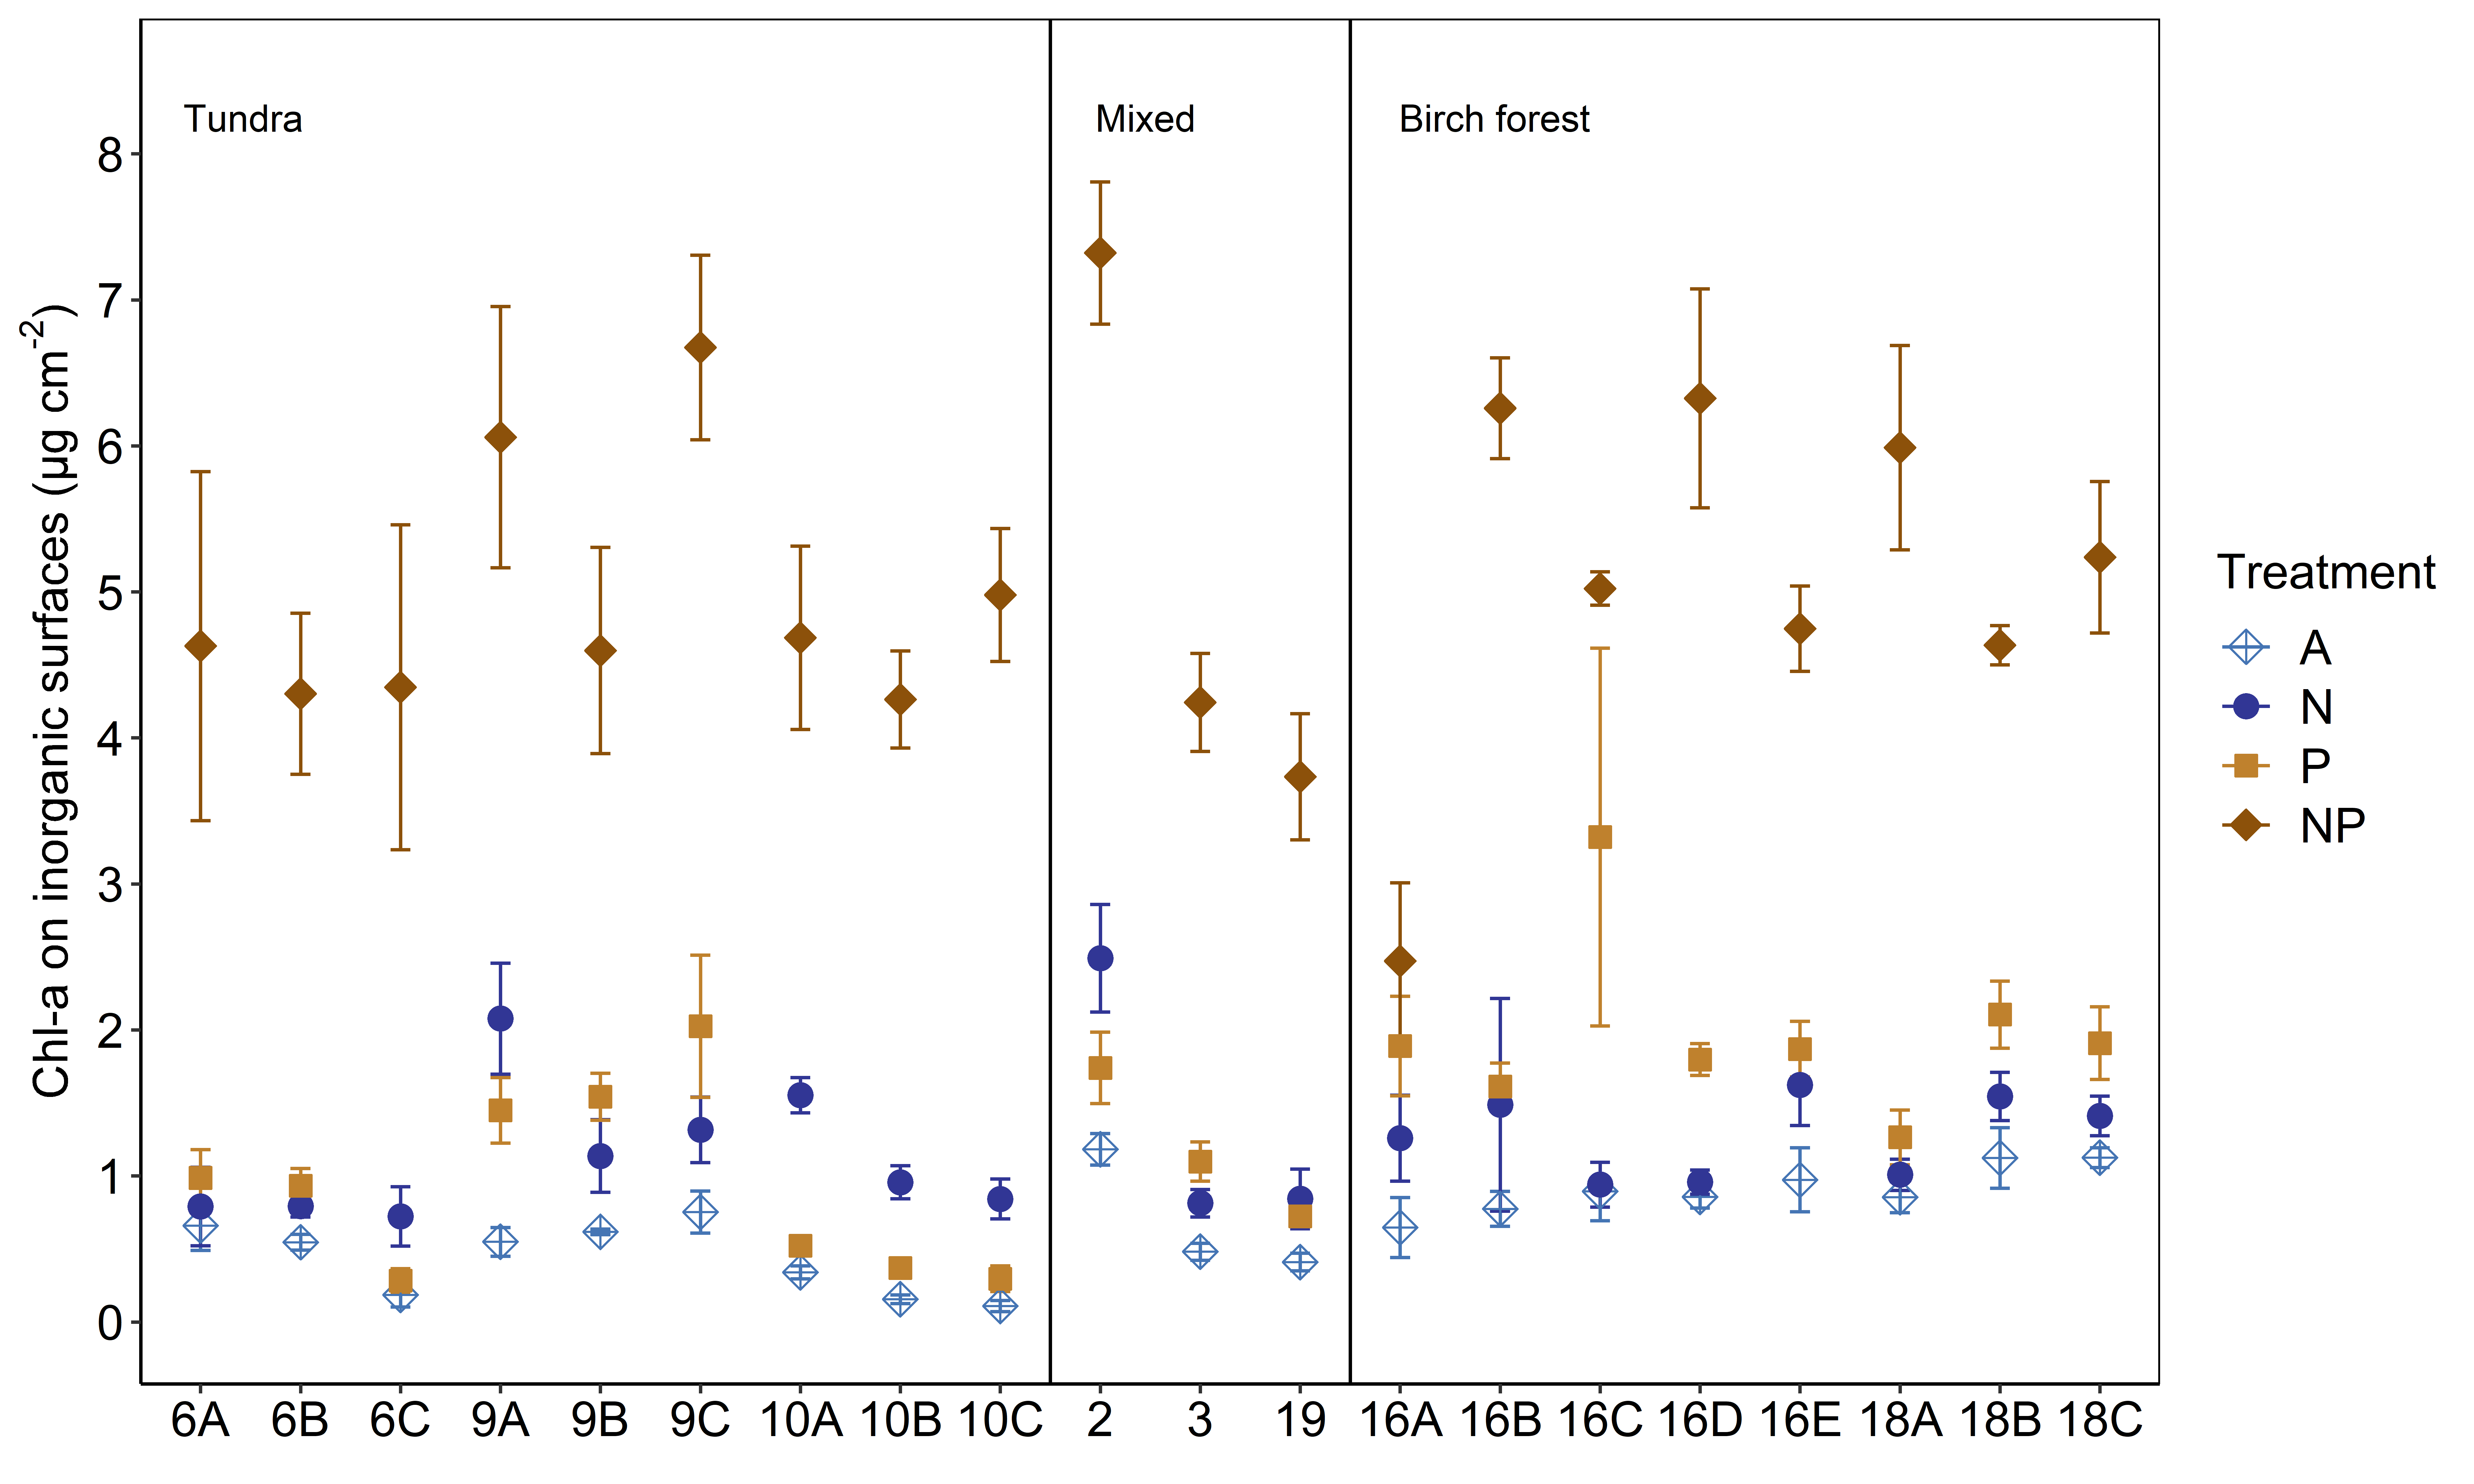 Tundra
Mixed
Birch forest
Chl-a on inorganic surfaces (µg cm⁻²)
8
7
6
5
4
3
2
1
0
6A 6B 6C 9A 9B 9C 10A 10B 10C 2 3 19 16A 16B 16C 16D 16E 18A 18B 18C
Treatment
A
N
P
NP